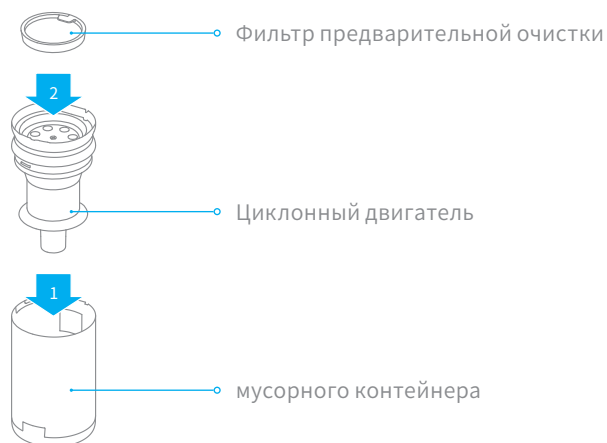 Фильтр предварительной очистки
2
Циклонный двигатель
1
мусорного контейнера